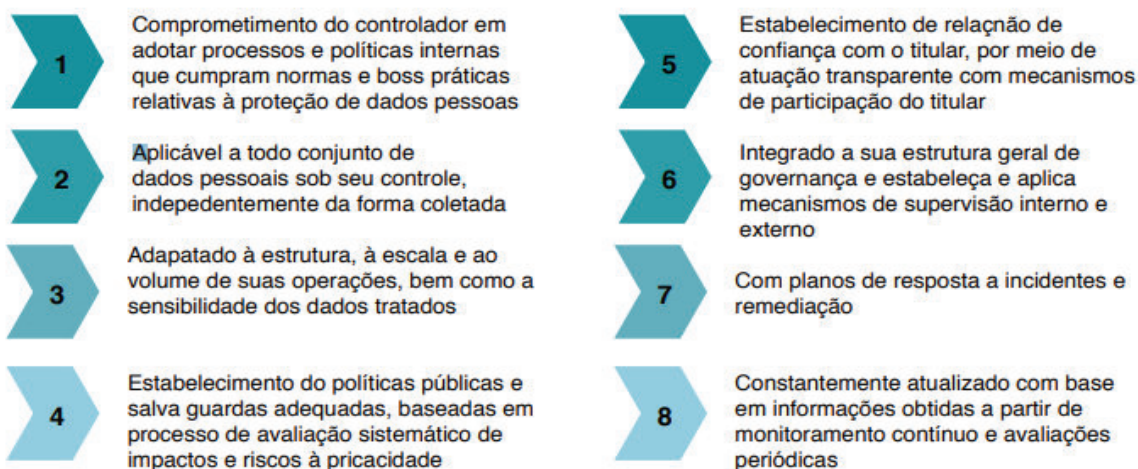 1
Comprometimento do controlador em
adotar processos e políticas internas
que cumpram normas e boss práticas
relativas à proteção de dados pessoas
2
Aplicável a todo conjunto de
dados pessoais sob seu controle,
indepedentemente da forma coletada
3
Adapatado à estrutura, à escala e ao
volume de suas operações, bem como a
sensibilidade dos dados tratados
4
Estabelecimento do políticas públicas e
salva guardas adequadas, baseadas em
processo de avaliação sistemático de
impactos e riscos à pricacidade
5
Estabelecimento de relaçnão de
confiança com o titular, por meio de
atuação transparente com mecanismos
de participação do titular
6
Integrado a sua estrutura geral de
governança e estabeleça e aplica
mecanismos de supervisão interno e
externo
7
Com planos de resposta a incidentes e
remediação
8
Constantemente atualizado com base
em informações obtidas a partir de
monitoramento contínuo e avaliações
periódicas